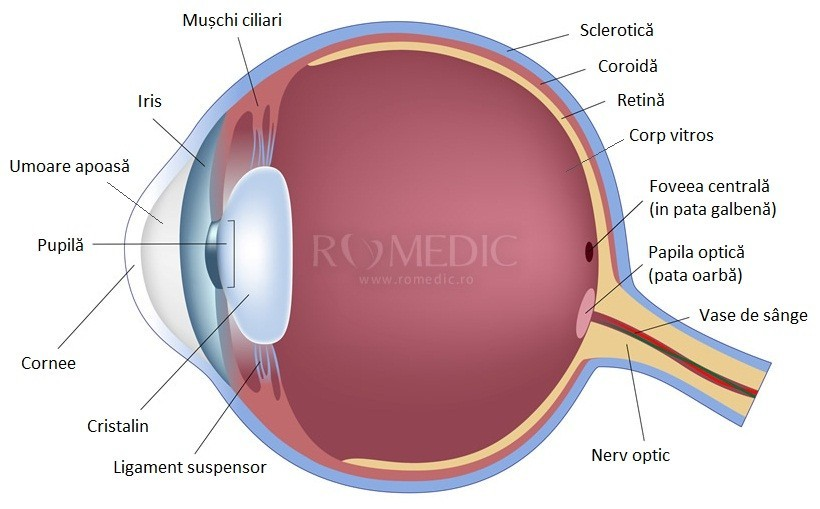 Mușchi ciliari
Iris
Umoare apoasă
Pupilă
Cornee
Cristalin
Ligament suspensor
Sclerotică
Coroidă
Retină
Corp vitros
Foveea centrală
(in pata galbenă)
Papila optică
(pata oarbă)
Vase de sânge
Nerv optic
ROMEDIC
www.romedic.ro